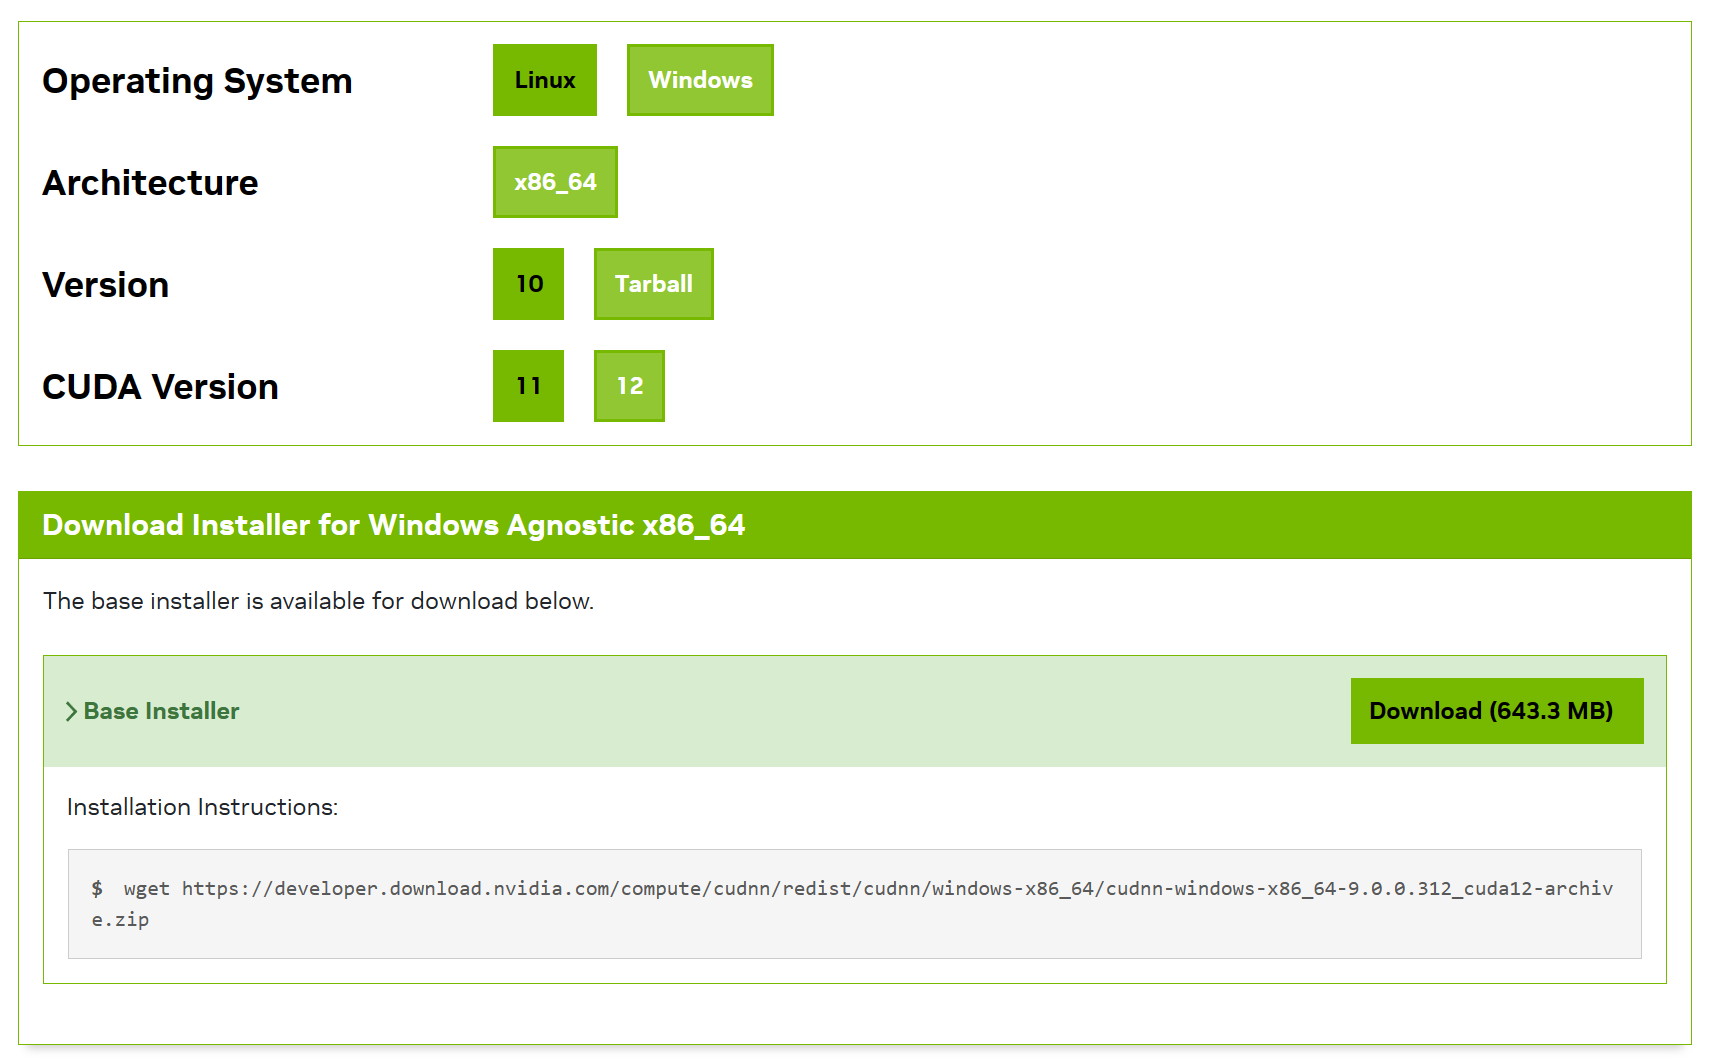 Operating System Linux Windows
Architecture x86_64
Version 10 Tarball
CUDA Version 11 12
Download Installer for Windows Agnostic x86_64
The base installer is available for download below.
Base Installer Download (643.3 MB)
Installation Instructions:
$ wget https://developer.download.nvidia.com/compute/cudnn/redist/cudnn/windows-x86_64/cudnn-windows-x86_64-9.0.0.312_cuda12-archiv
e.zip